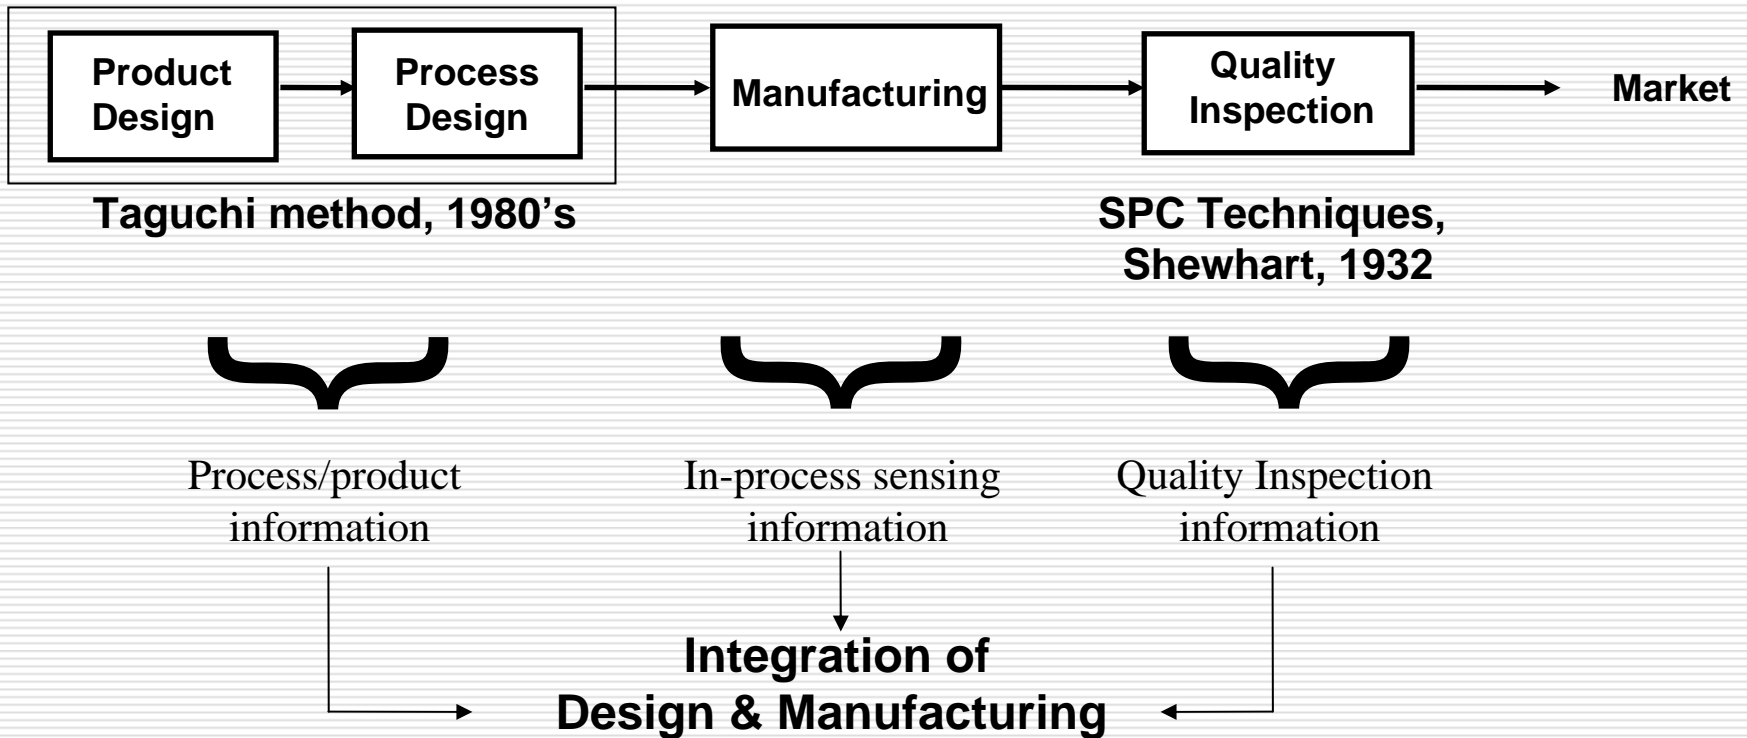 Product
Design
Process
Design
Manufacturing
Quality
Inspection
Market
Taguchi method, 1980’s
SPC Techniques,
Shewhart, 1932
Process/product
information
In-process sensing
information
Quality Inspection
information
Integration of
Design & Manufacturing